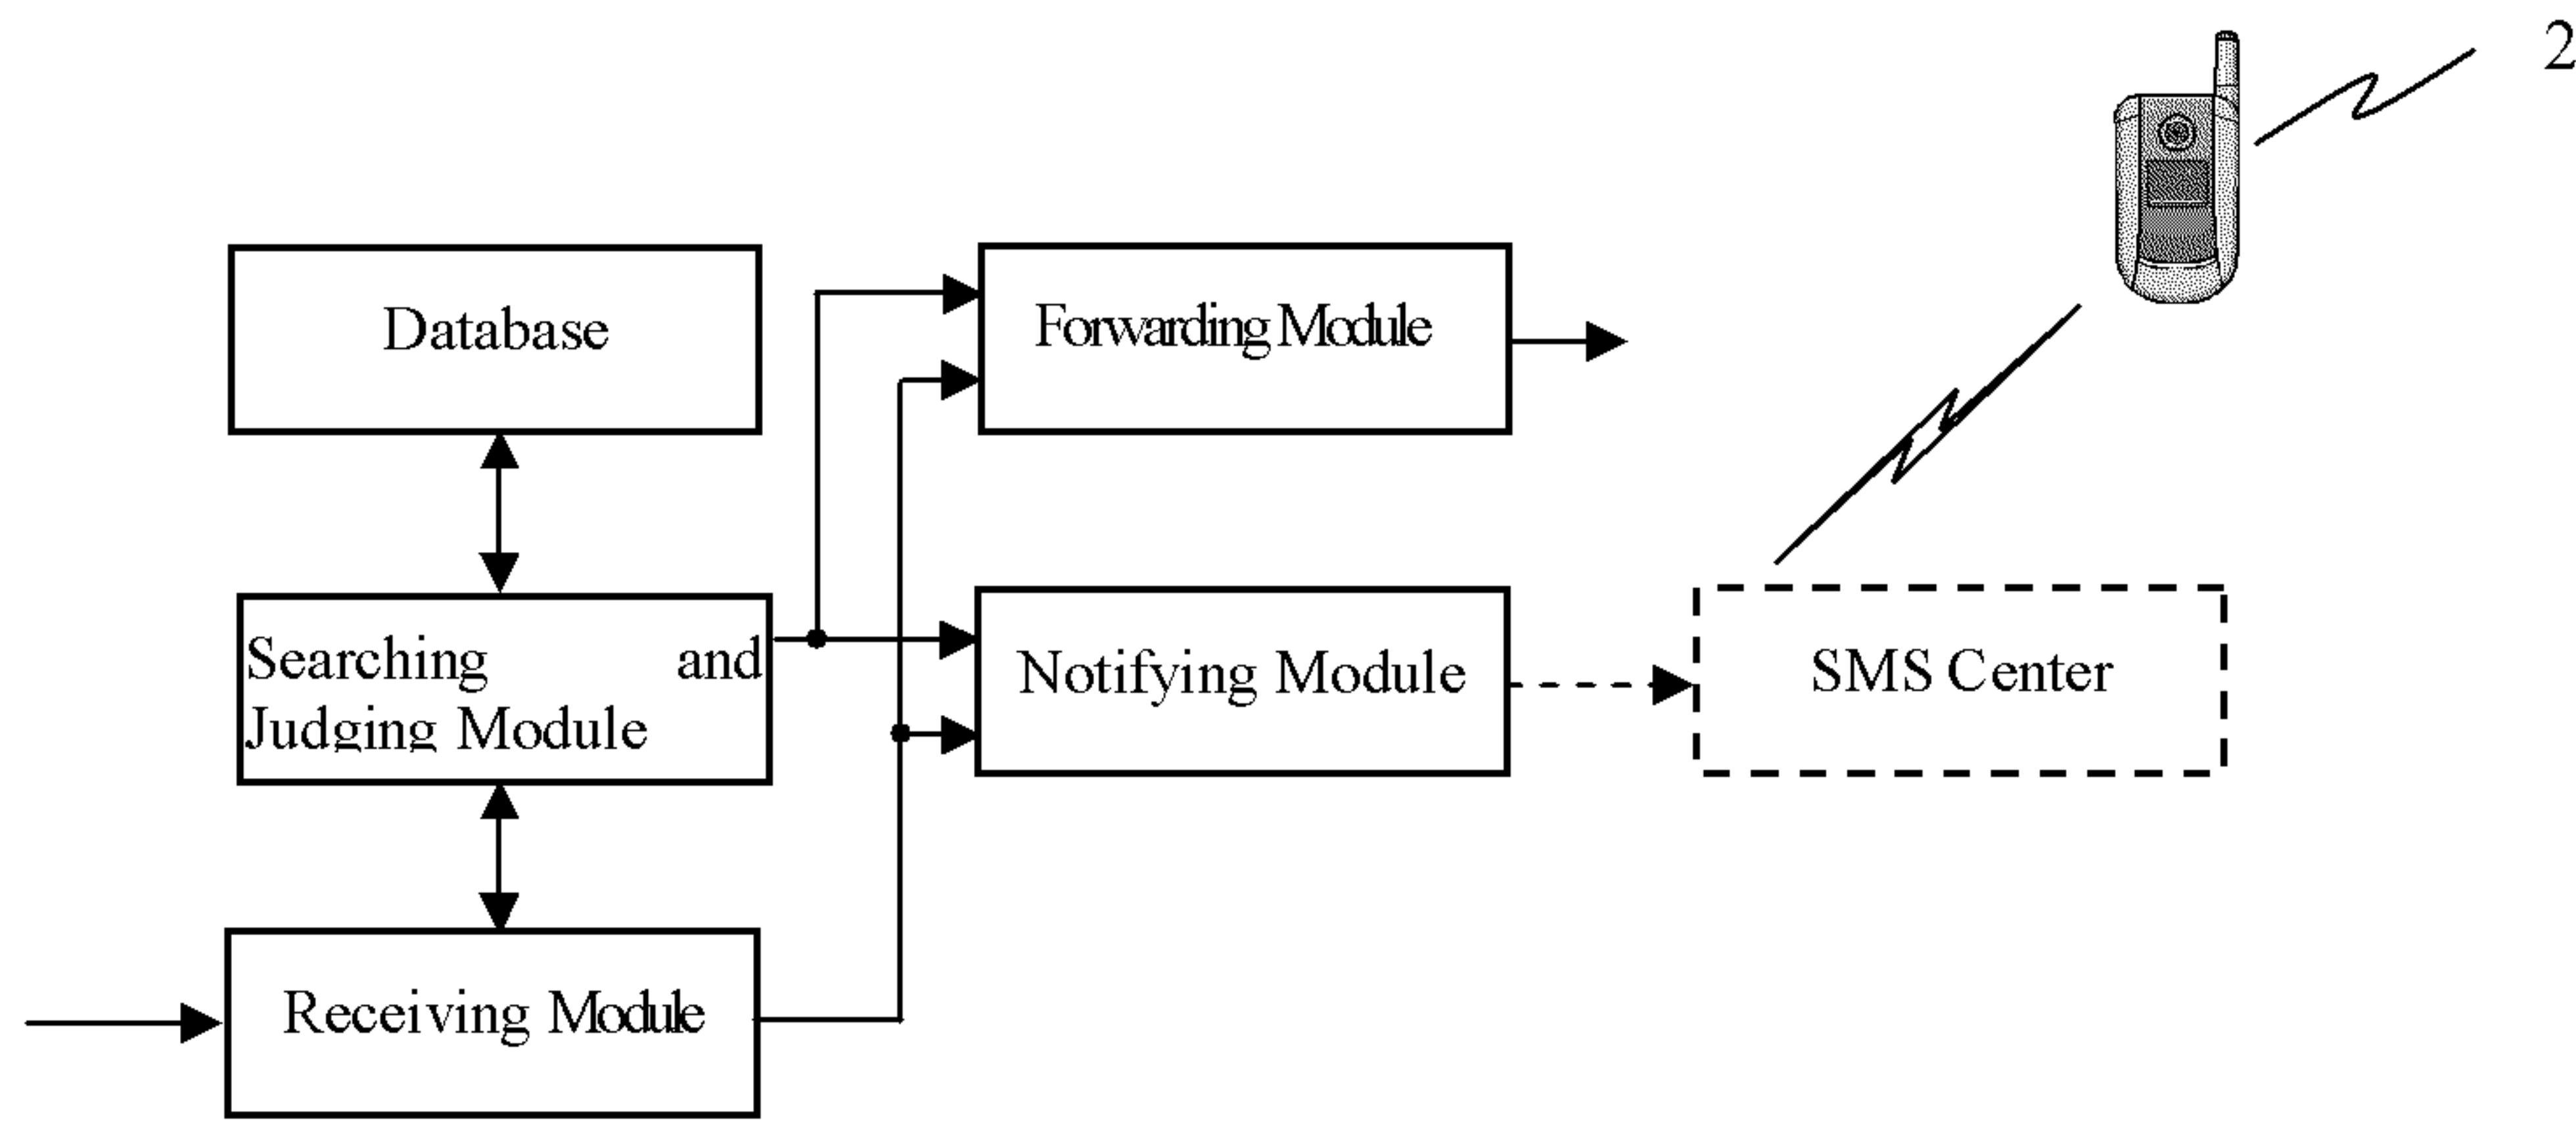 2
Database
Forwarding Module
Searching and
Judging Module
Notifying Module
SMS Center
Receiving Module